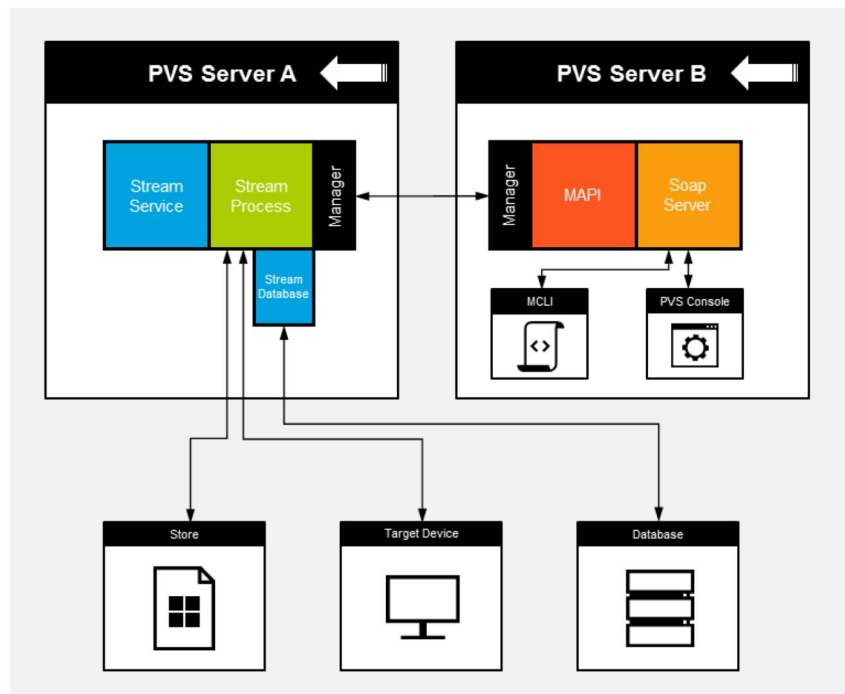 PVS Server A
PVS Server B
Stream
Service
Stream
Process
Manager
Manager
MAPI
Soap
Server
Stream
Database
MCLI
PVS Console
Store
Target Device
Database